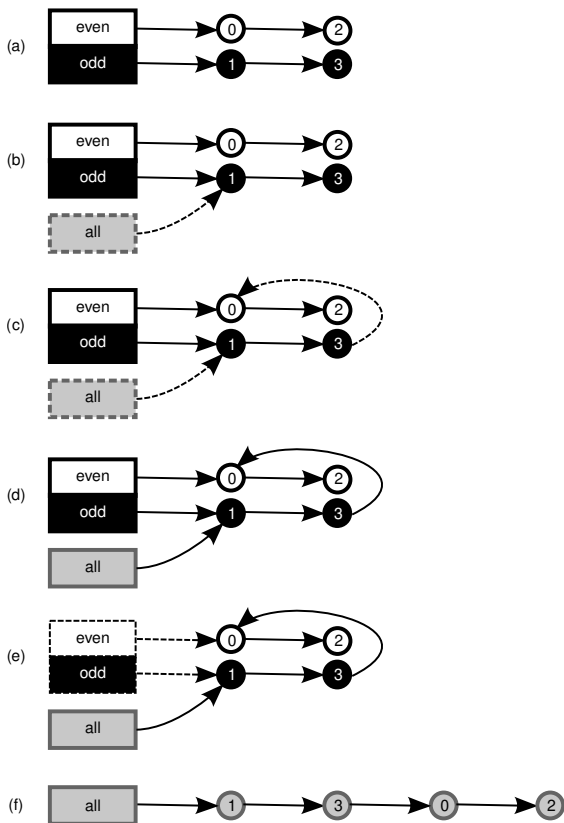 (a) even 0 2
odd 1 3
(b) even 0 2
odd 1 3
all
(c) even 0 2
odd 1 3
all
(d) even 0 2
odd 1 3
all
(e) even 0 2
odd 1 3
all
(f) all 1 3 0 2